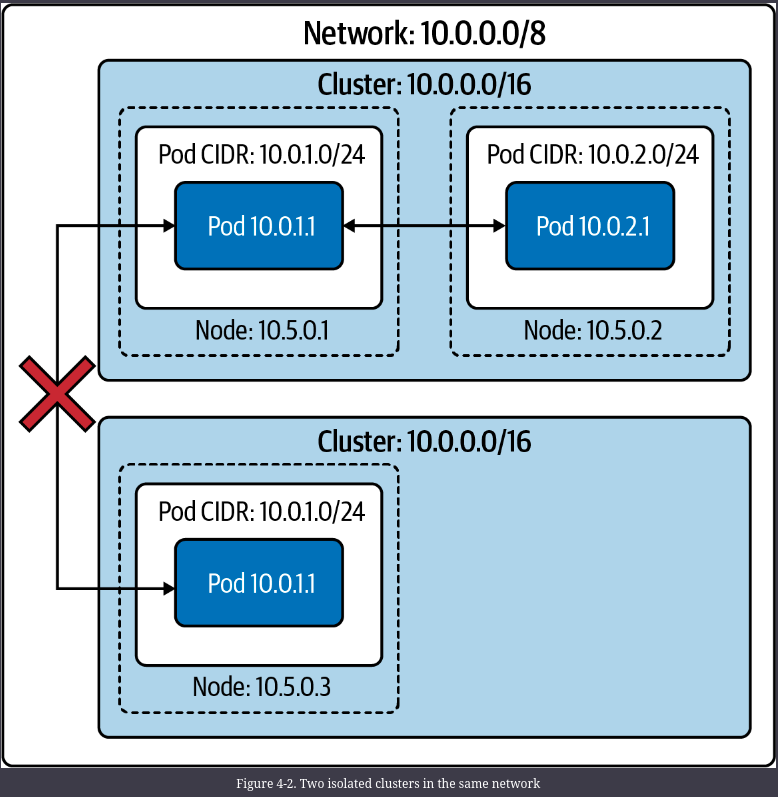 Network: 10.0.0.0/8
Cluster: 10.0.0.0/16
Pod CIDR: 10.0.1.0/24
Pod 10.0.1.1
Node: 10.5.0.1
Pod CIDR: 10.0.2.0/24
Pod 10.0.2.1
Node: 10.5.0.2
Cluster: 10.0.0.0/16
Pod CIDR: 10.0.1.0/24
Pod 10.0.1.1
Node: 10.5.0.3
Figure 4-2. Two isolated clusters in the same network